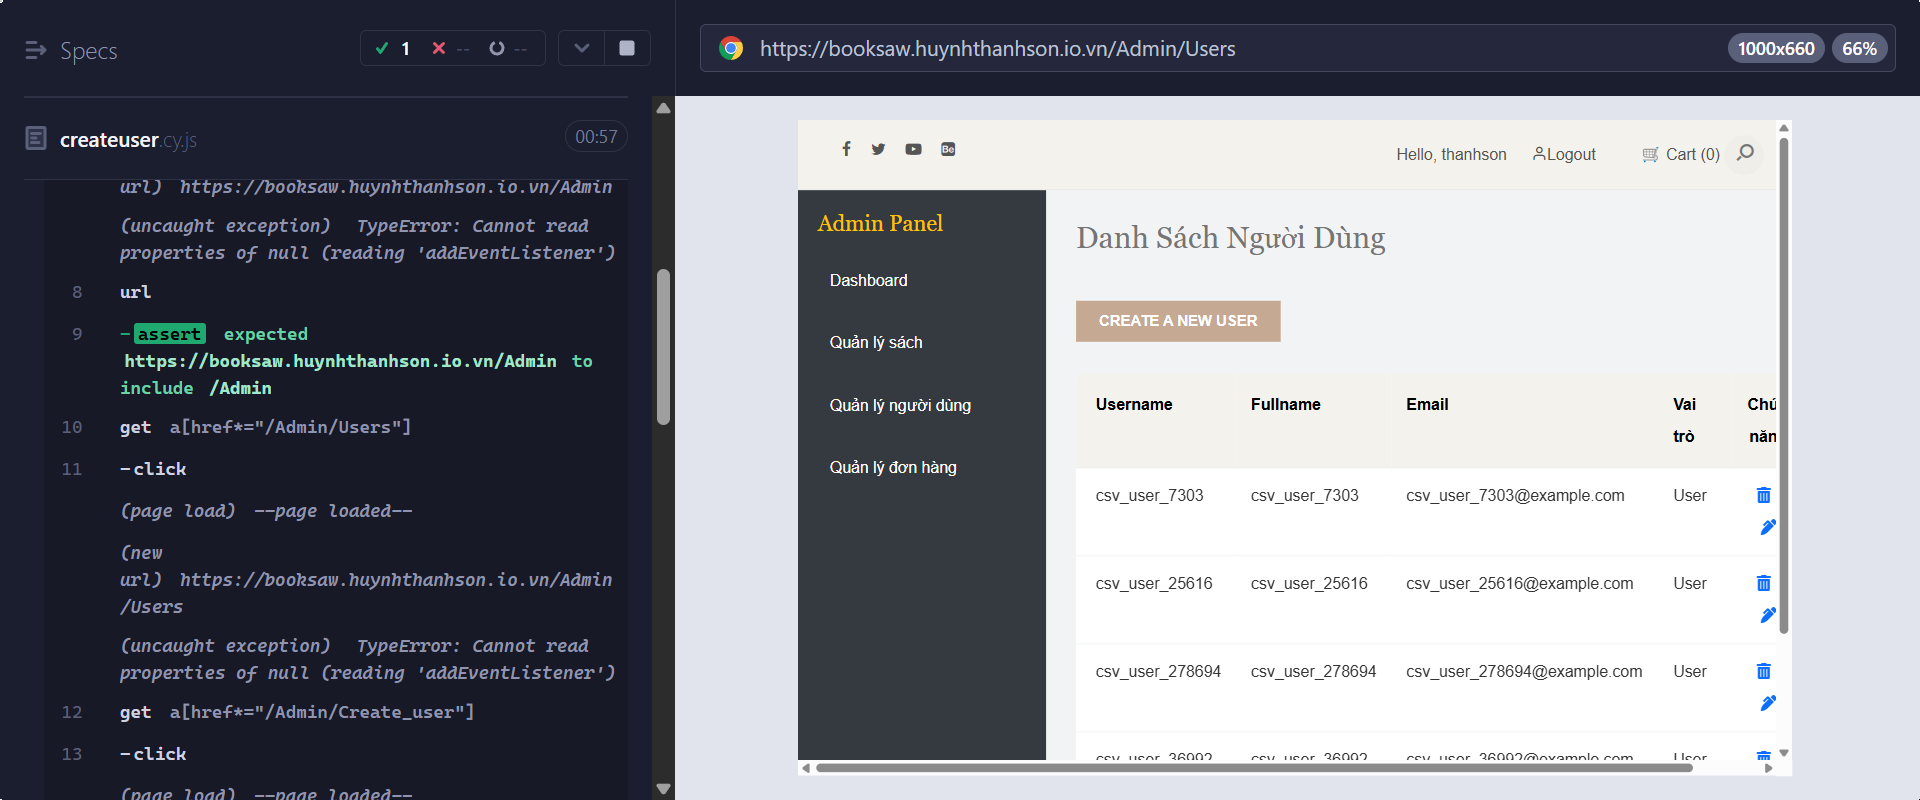 Specs
1
--
--
createuser.cy.js
00:57
url) https://booksaw.huynhthanhson.io.vn/Admin
(uncaught exception) TypeError: Cannot read
properties of null (reading 'addEventListener')
8 url
9 -assert expected
https://booksaw.huynhthanhson.io.vn/Admin to
include /Admin
10 get a[href*="/Admin/Users"]
11 -click
(page load) --page loaded--
(new
url) https://booksaw.huynhthanhson.io.vn/Admin
/Users
(uncaught exception) TypeError: Cannot read
properties of null (reading 'addEventListener')
12 get a[href*="/Admin/Create_user"]
13 -click
(page load) --page loaded--
https://booksaw.huynhthanhson.io.vn/Admin/Users
1000x660
66%
Hello, thanhson
Logout
Cart (0)
Admin Panel
Dashboard
Quản lý sách
Quản lý người dùng
Quản lý đơn hàng
Danh Sách Người Dùng
CREATE A NEW USER
Username Fullname Email Vai Chú
trò năn
csv_user_7303 csv_user_7303 csv_user_7303@example.com User
csv_user_25616 csv_user_25616 csv_user_25616@example.com User
csv_user_278694 csv_user_278694 csv_user_278694@example.com User
csv_user_36992 csv_user_36992 csv_user_36992@example.com User